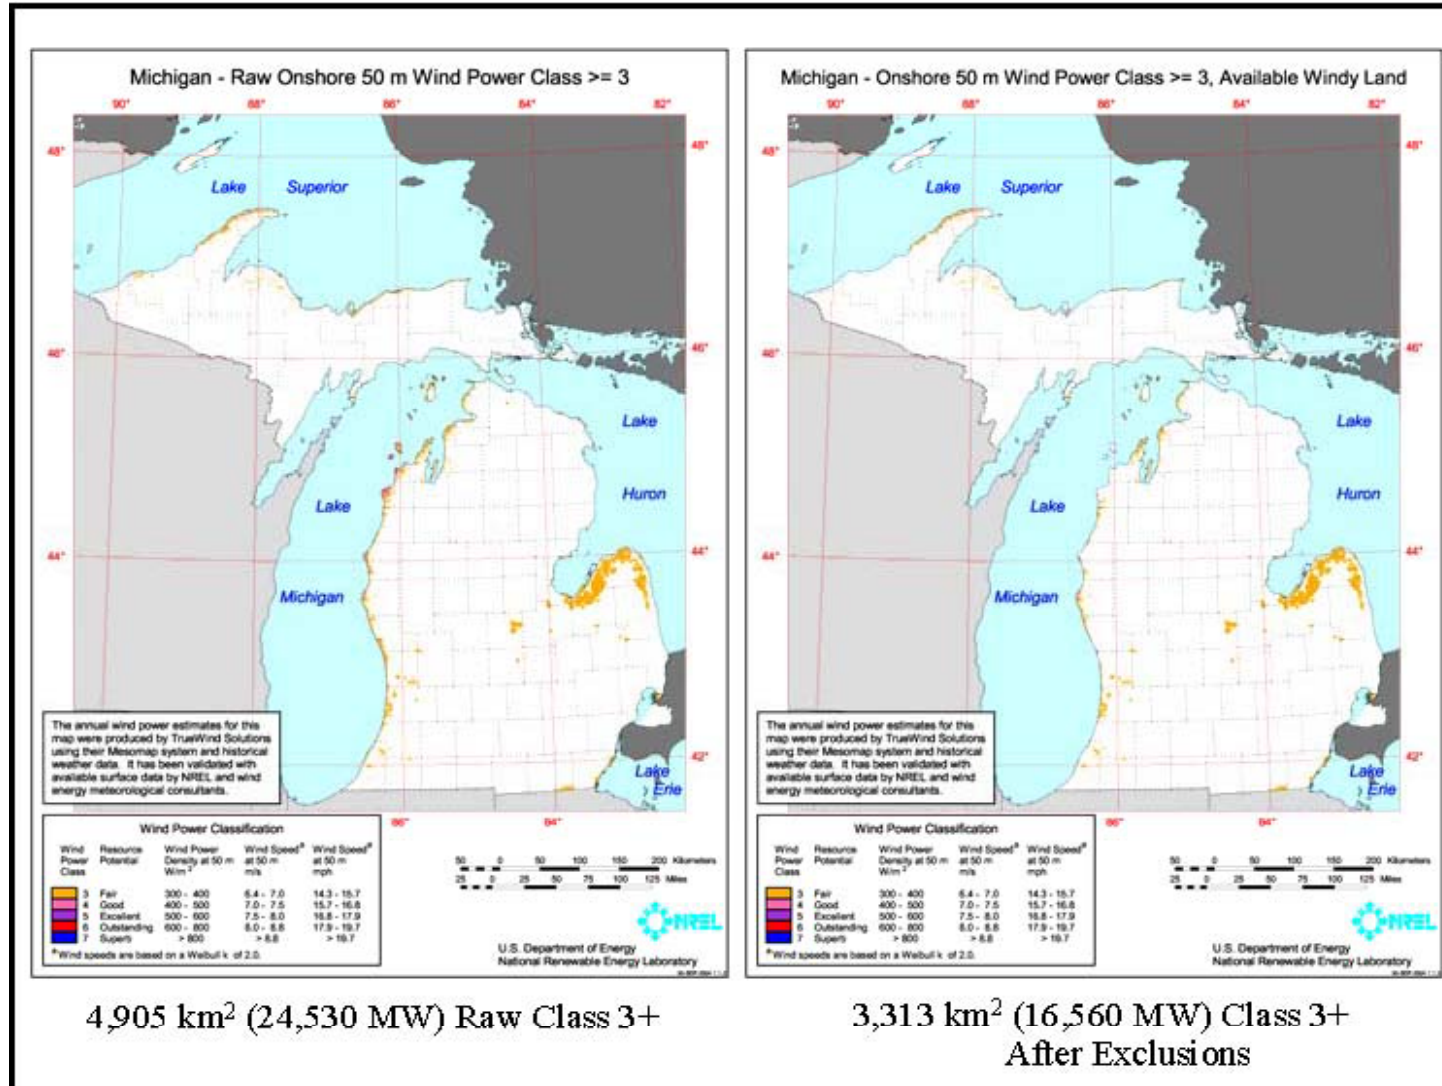 Michigan - Raw Onshore 50 m Wind Power Class >= 3
90° 88° 86° 84° 82°
48° 48°
Lake Superior
46° 46°
Lake
Lake Huron
44° 44°
Michigan
42°
Lake
Erie
86° 84°
The annual wind power estimates for this
map were produced by TrueWind Solutions
using their Mesomap system and historical
weather data. It has been validated with
available surface data by NREL and wind
energy meteorological consultants.
Wind Power Classification
Wind Power Class
Resource Potential
Wind Power Density at 50 m W/m²
Wind Speedª at 50 m m/s
Wind Speedª at 50 m mph
3 Fair 300 - 400 6.4 - 7.0 14.3 - 15.7
4 Good 400 - 500 7.0 - 7.5 15.7 - 16.8
5 Excellent 500 - 600 7.5 - 8.0 16.8 - 17.9
6 Outstanding 600 - 800 8.0 - 8.8 17.9 - 19.7
7 Superb > 800 > 8.8 > 19.7
ª Wind speeds are based on a Weibull k of 2.0.
50 0 50 100 150 200 Kilometers
25 0 25 50 75 100 125 Miles
NREL
U.S. Department of Energy
National Renewable Energy Laboratory
4,905 km² (24,530 MW) Raw Class 3+
Michigan - Onshore 50 m Wind Power Class >= 3, Available Windy Land
90° 88° 86° 84° 82°
48° 48°
Lake Superior
46° 46°
Lake
Lake Huron
44° 44°
Michigan
42°
Lake
Erie
86° 84°
The annual wind power estimates for this
map were produced by TrueWind Solutions
using their Mesomap system and historical
weather data. It has been validated with
available surface data by NREL and wind
energy meteorological consultants.
Wind Power Classification
Wind Power Class
Resource Potential
Wind Power Density at 50 m W/m²
Wind Speedª at 50 m m/s
Wind Speedª at 50 m mph
3 Fair 300 - 400 6.4 - 7.0 14.3 - 15.7
4 Good 400 - 500 7.0 - 7.5 15.7 - 16.8
5 Excellent 500 - 600 7.5 - 8.0 16.8 - 17.9
6 Outstanding 600 - 800 8.0 - 8.8 17.9 - 19.7
7 Superb > 800 > 8.8 > 19.7
ª Wind speeds are based on a Weibull k of 2.0.
50 0 50 100 150 200 Kilometers
25 0 25 50 75 100 125 Miles
NREL
U.S. Department of Energy
National Renewable Energy Laboratory
3,313 km² (16,560 MW) Class 3+
After Exclusions